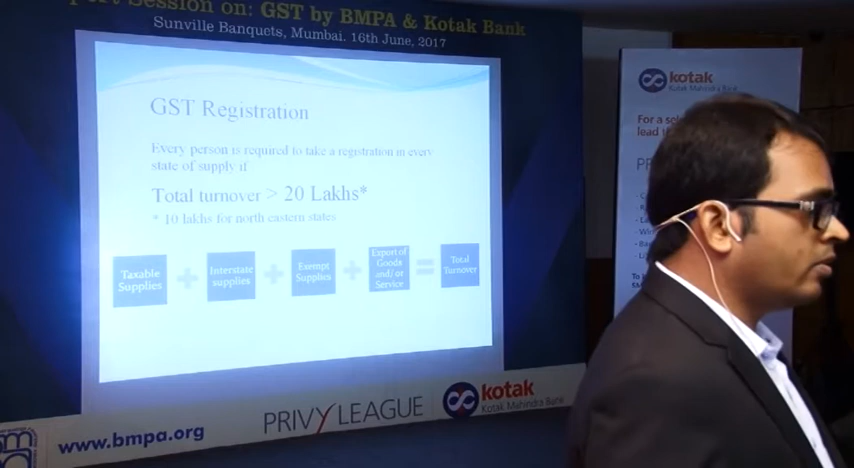 Session on: GST by BMPA & Kotak Bank
Sunville Banquets, Mumbai. 16th June, 2017
GST Registration
Every person is required to take a registration in every
state of supply if
Total turnover > 20 Lakhs*
* 10 lakhs for north eastern states
Taxable
Supplies
+
Interstate
supplies
+
Exempt
Supplies
+
Export of
Goods
and/ or
Service
=
Total
Turnover
www.bmpa.org
PRIVY LEAGUE
kotak
Kotak Mahindra Bank
kotak
Kotak Mahindra Bank
For a
lead